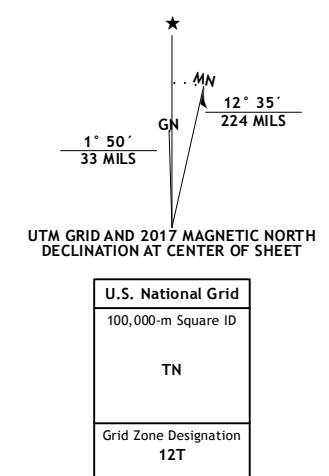 MN
12° 35´
224 MILS
GN
1° 50´
33 MILS
UTM GRID AND 2017 MAGNETIC NORTH
DECLINATION AT CENTER OF SHEET
U.S. National Grid
100,000-m Square ID
TN
Grid Zone Designation
12T